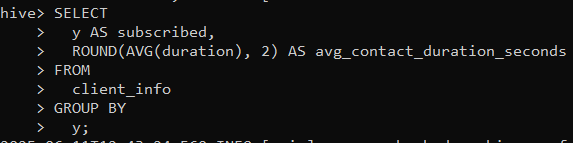 hive> SELECT
    >   y AS subscribed,
    >   ROUND(AVG(duration), 2) AS avg_contact_duration_seconds
    > FROM
    >   client_info
    > GROUP BY
    >   y;